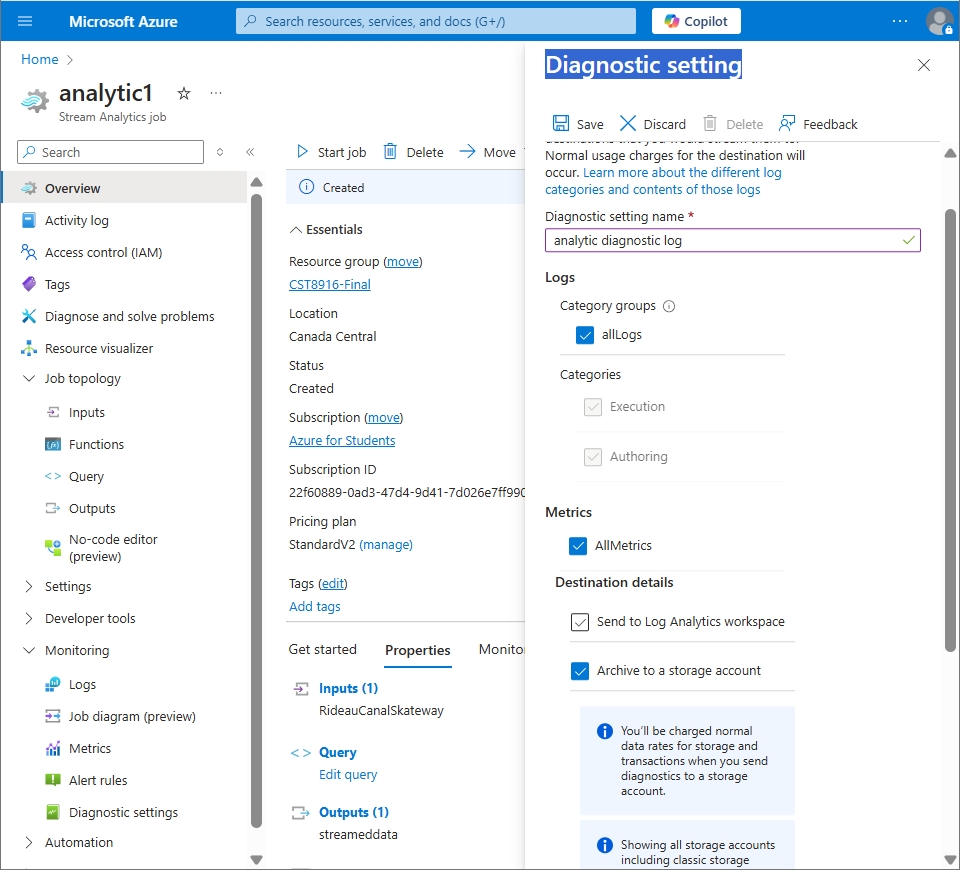 Microsoft Azure
Search resources, services, and docs (G+/)
Copilot
Home
analytic1
Stream Analytics job
Search
Overview
Activity log
Access control (IAM)
Tags
Diagnose and solve problems
Resource visualizer
Job topology
Inputs
Functions
Query
Outputs
No-code editor
(preview)
Settings
Developer tools
Monitoring
Logs
Job diagram (preview)
Metrics
Alert rules
Diagnostic settings
Automation
Start job
Delete
Move
Created
Essentials
Resource group (move)
CST8916-Final
Location
Canada Central
Status
Created
Subscription (move)
Azure for Students
Subscription ID
22f60889-0ad3-47d4-9d41-7d026e7ff990
Pricing plan
StandardV2 (manage)
Tags (edit)
Add tags
Get started
Properties
Monito
Inputs (1)
RideauCanalSkateway
Query
Edit query
Outputs (1)
streameddata
Diagnostic setting
Save
Discard
Delete
Feedback
destinations that you would stream them to.
Normal usage charges for the destination will
occur. Learn more about the different log
categories and contents of those logs
Diagnostic setting name *
analytic diagnostic log
Logs
Category groups
allLogs
Categories
Execution
Authoring
Metrics
AllMetrics
Destination details
Send to Log Analytics workspace
Archive to a storage account
You'll be charged normal
data rates for storage and
transactions when you send
diagnostics to a storage
account.
Showing all storage accounts
including classic storage